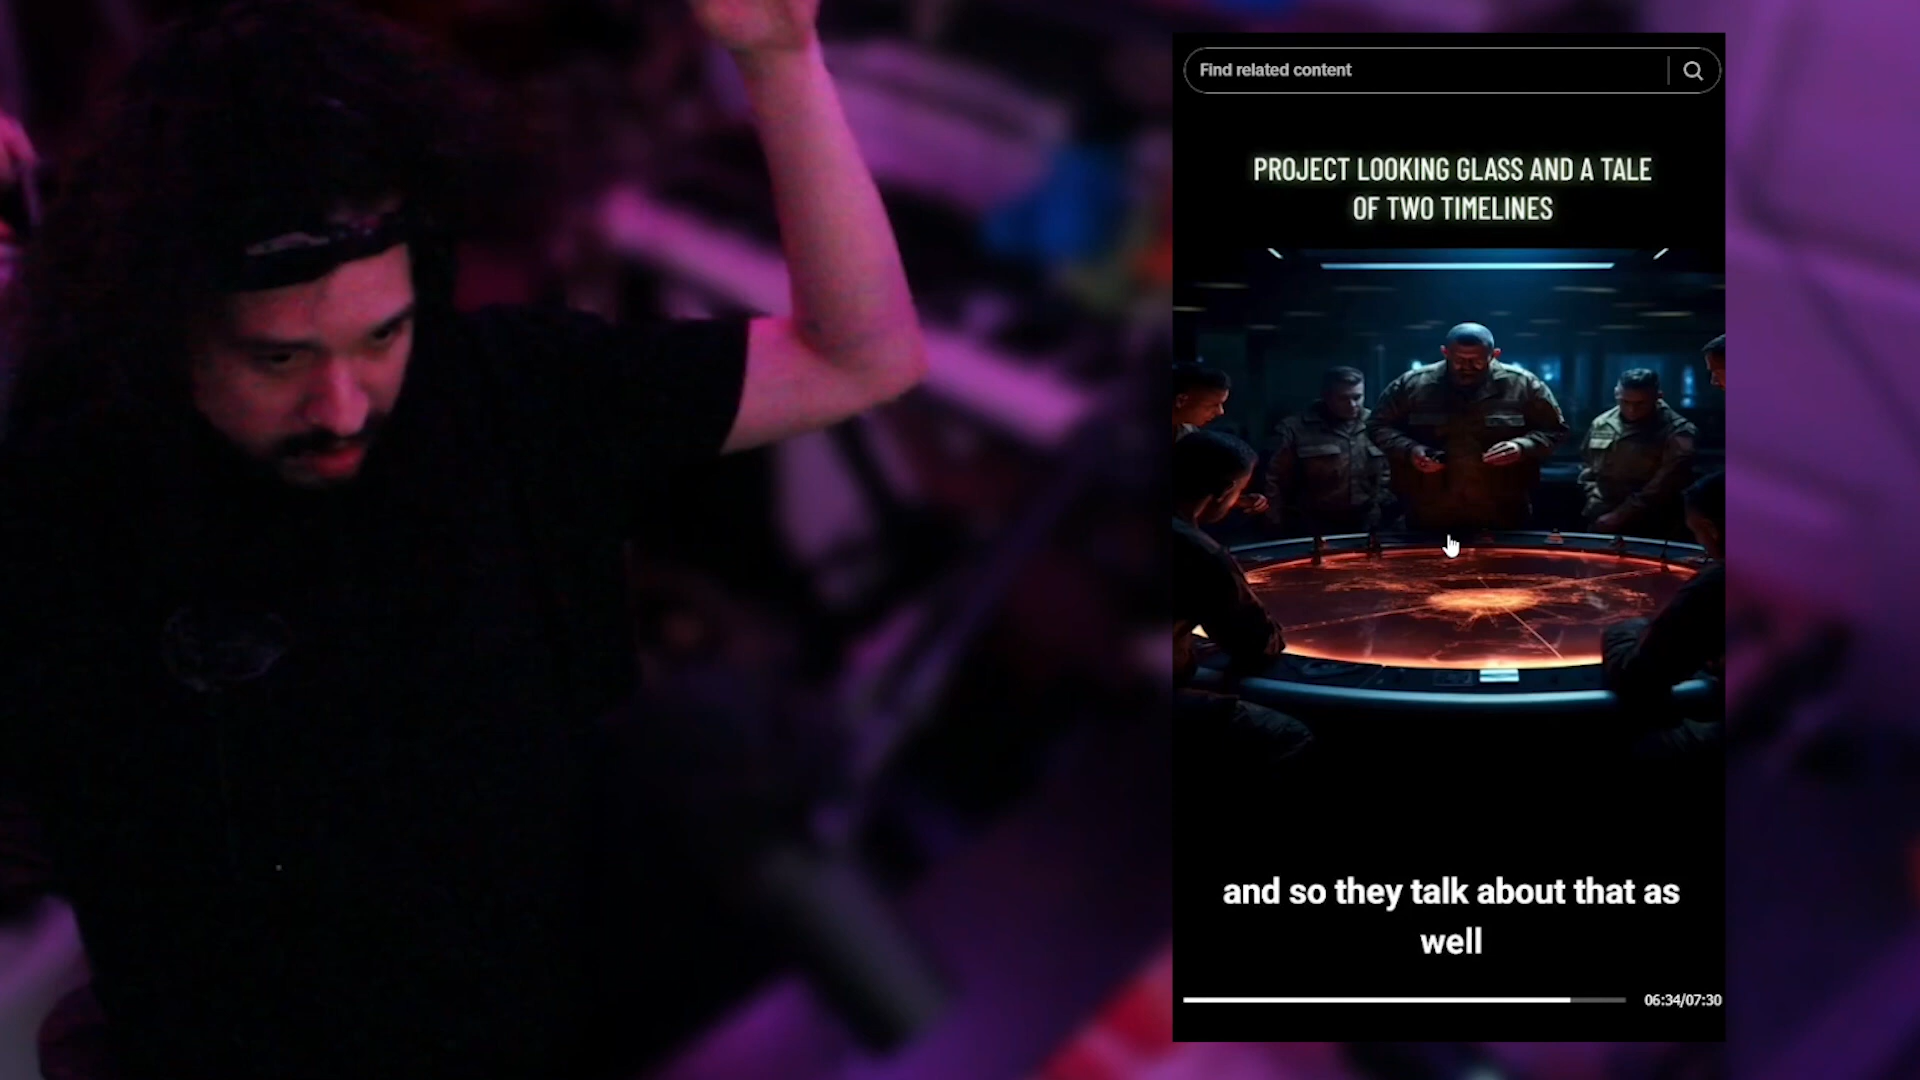 Find related content
PROJECT LOOKING GLASS AND A TALE
OF TWO TIMELINES
and so they talk about that as
well
06:34/07:30